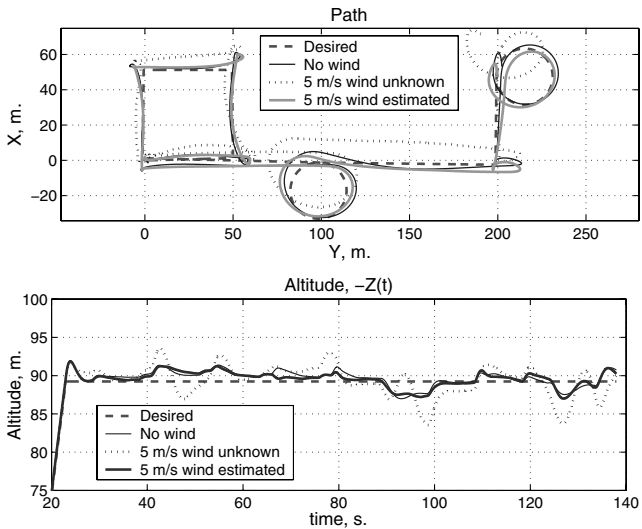 Path
60
40
20
0
−20
X, m.
Desired
No wind
5 m/s wind unknown
5 m/s wind estimated
0 50 100 150 200 250
Y, m.
Altitude, −Z(t)
100
95
90
85
80
75
Altitude, m.
Desired
No wind
5 m/s wind unknown
5 m/s wind estimated
20 40 60 80 100 120 140
time, s.